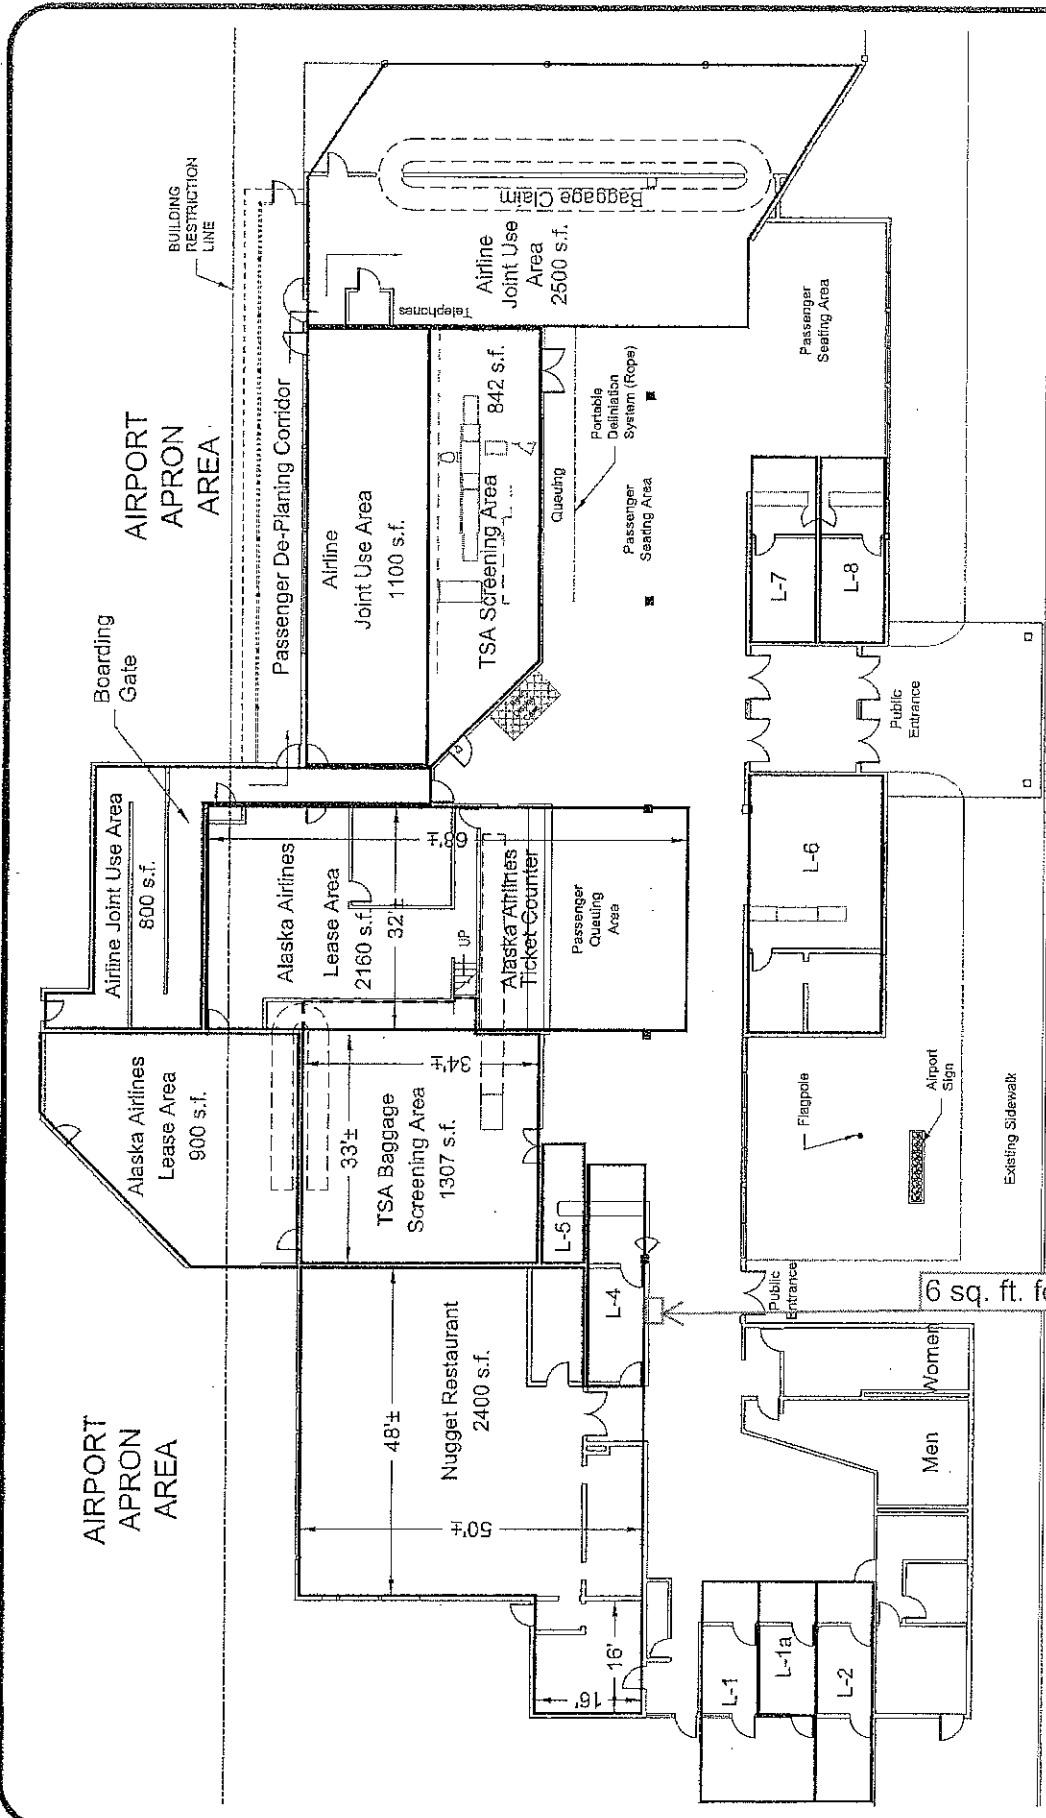 AIRPORT
APRON
AREA
AIRPORT
APRON
AREA
BUILDING
RESTRICTION
LINE
Boarding
Gate
Passenger De-Planing Corridor
Airline Joint Use Area
800 s.f.
Alaska Airlines
Lease Area
900 s.f.
Alaska Airlines
Lease Area
2160 s.f.
32'±
68'±
UP
Alaska Airlines
Ticket Counter
Passenger
Queuing
Area
Airline
Joint Use Area
1100 s.f.
TSA Screening Area
842 s.f.
Telephones
Airline
Joint Use
Area
2500 s.f.
Baggage Claim
Queuing
Portable
Deliniation
System (Rope)
Passenger
Seating Area
Passenger
Seating Area
33'±
34'±
TSA Baggage
Screening Area
1307 s.f.
48'±
50'±
Nugget Restaurant
2400 s.f.
16'
16'
L-5
L-4
L-1
L-1a
L-2
L-6
L-7
L-8
Public
Entrance
Public
Entrance
Flagpole
Airport
Sign
Existing Sidewalk
Women
Men
6 sq. ft.